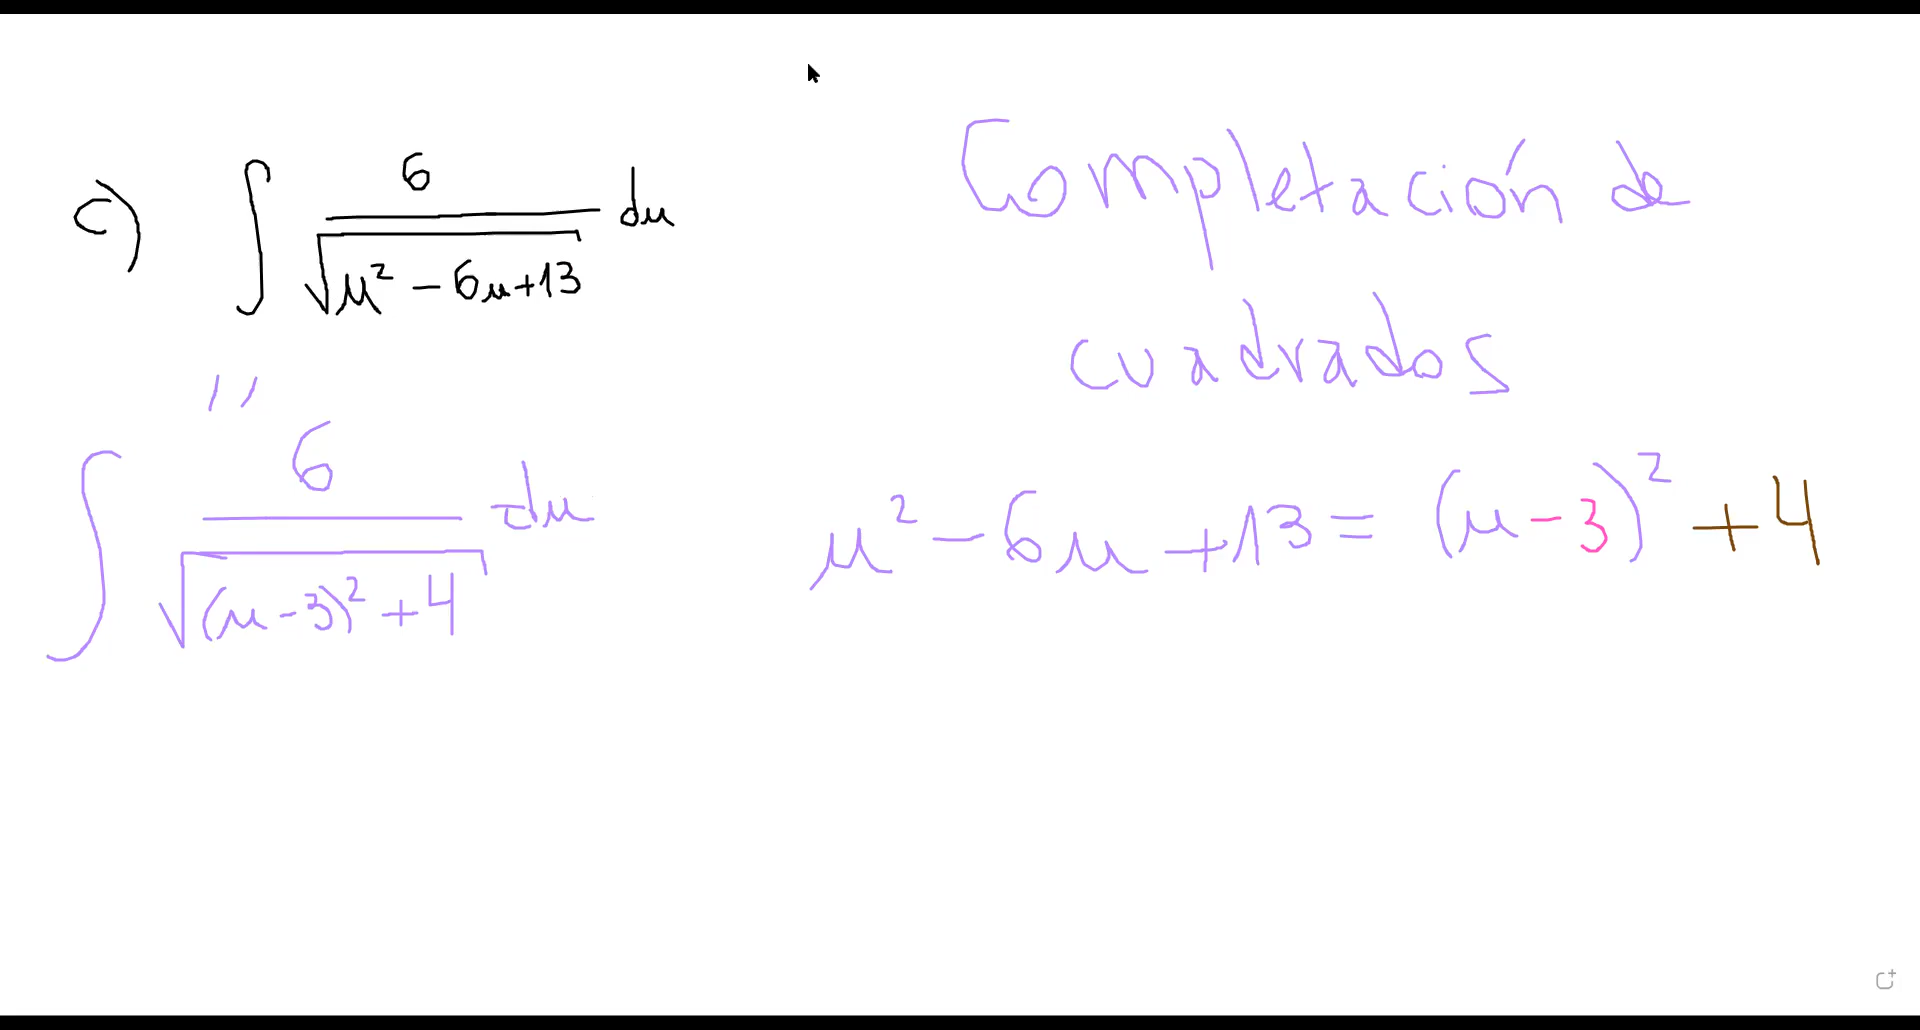 c) ∫ 6/√(u² - 6u+13) du
Completación de
cuadrados
∫ 6/√((u-3)² + 4) du
u² - 6u + 13 = (u-3)² + 4